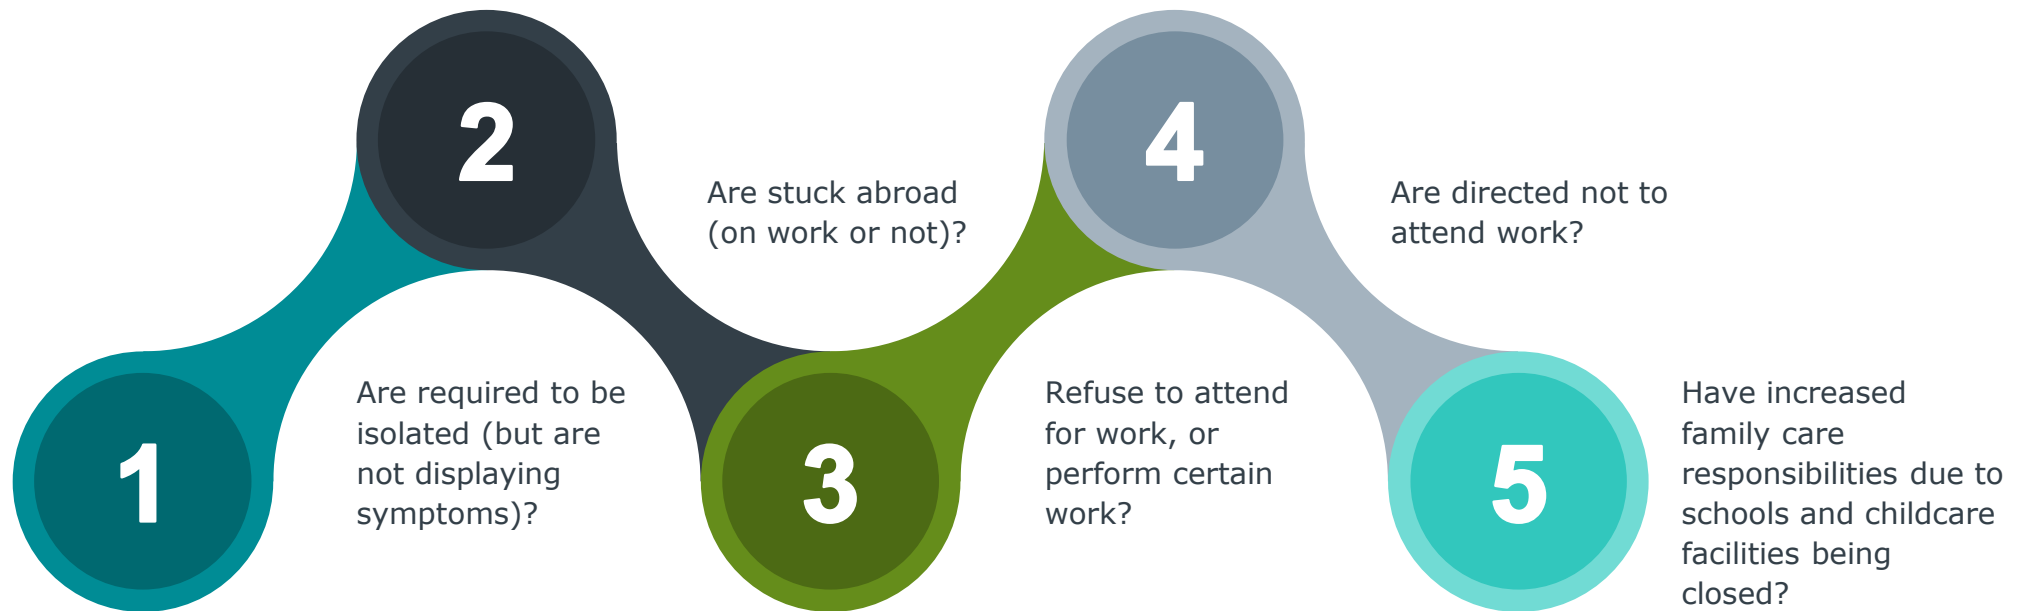 1
Are required to be
isolated (but are
not displaying
symptoms)?
2
Are stuck abroad
(on work or not)?
3
Refuse to attend
for work, or
perform certain
work?
4
Are directed not to
attend work?
5
Have increased
family care
responsibilities due to
schools and childcare
facilities being
closed?